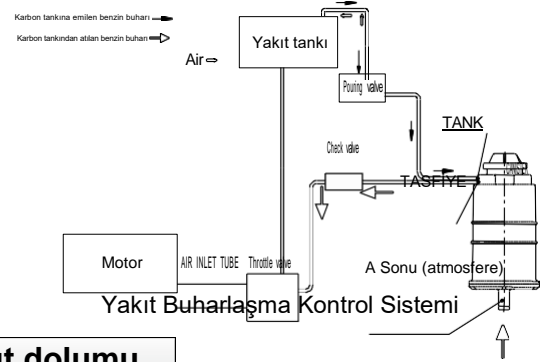 Karbon tankına emilen benzin buharı
Karbon tankından atılan benzin buharı
Yakıt tankı
Air
Pouring valve
TANK
Check valve
TASFİYE
Motor
AIR INLET TUBE
Throttle valve
A Sonu (atmosfere)
Yakıt Buharlaşma Kontrol Sistemi